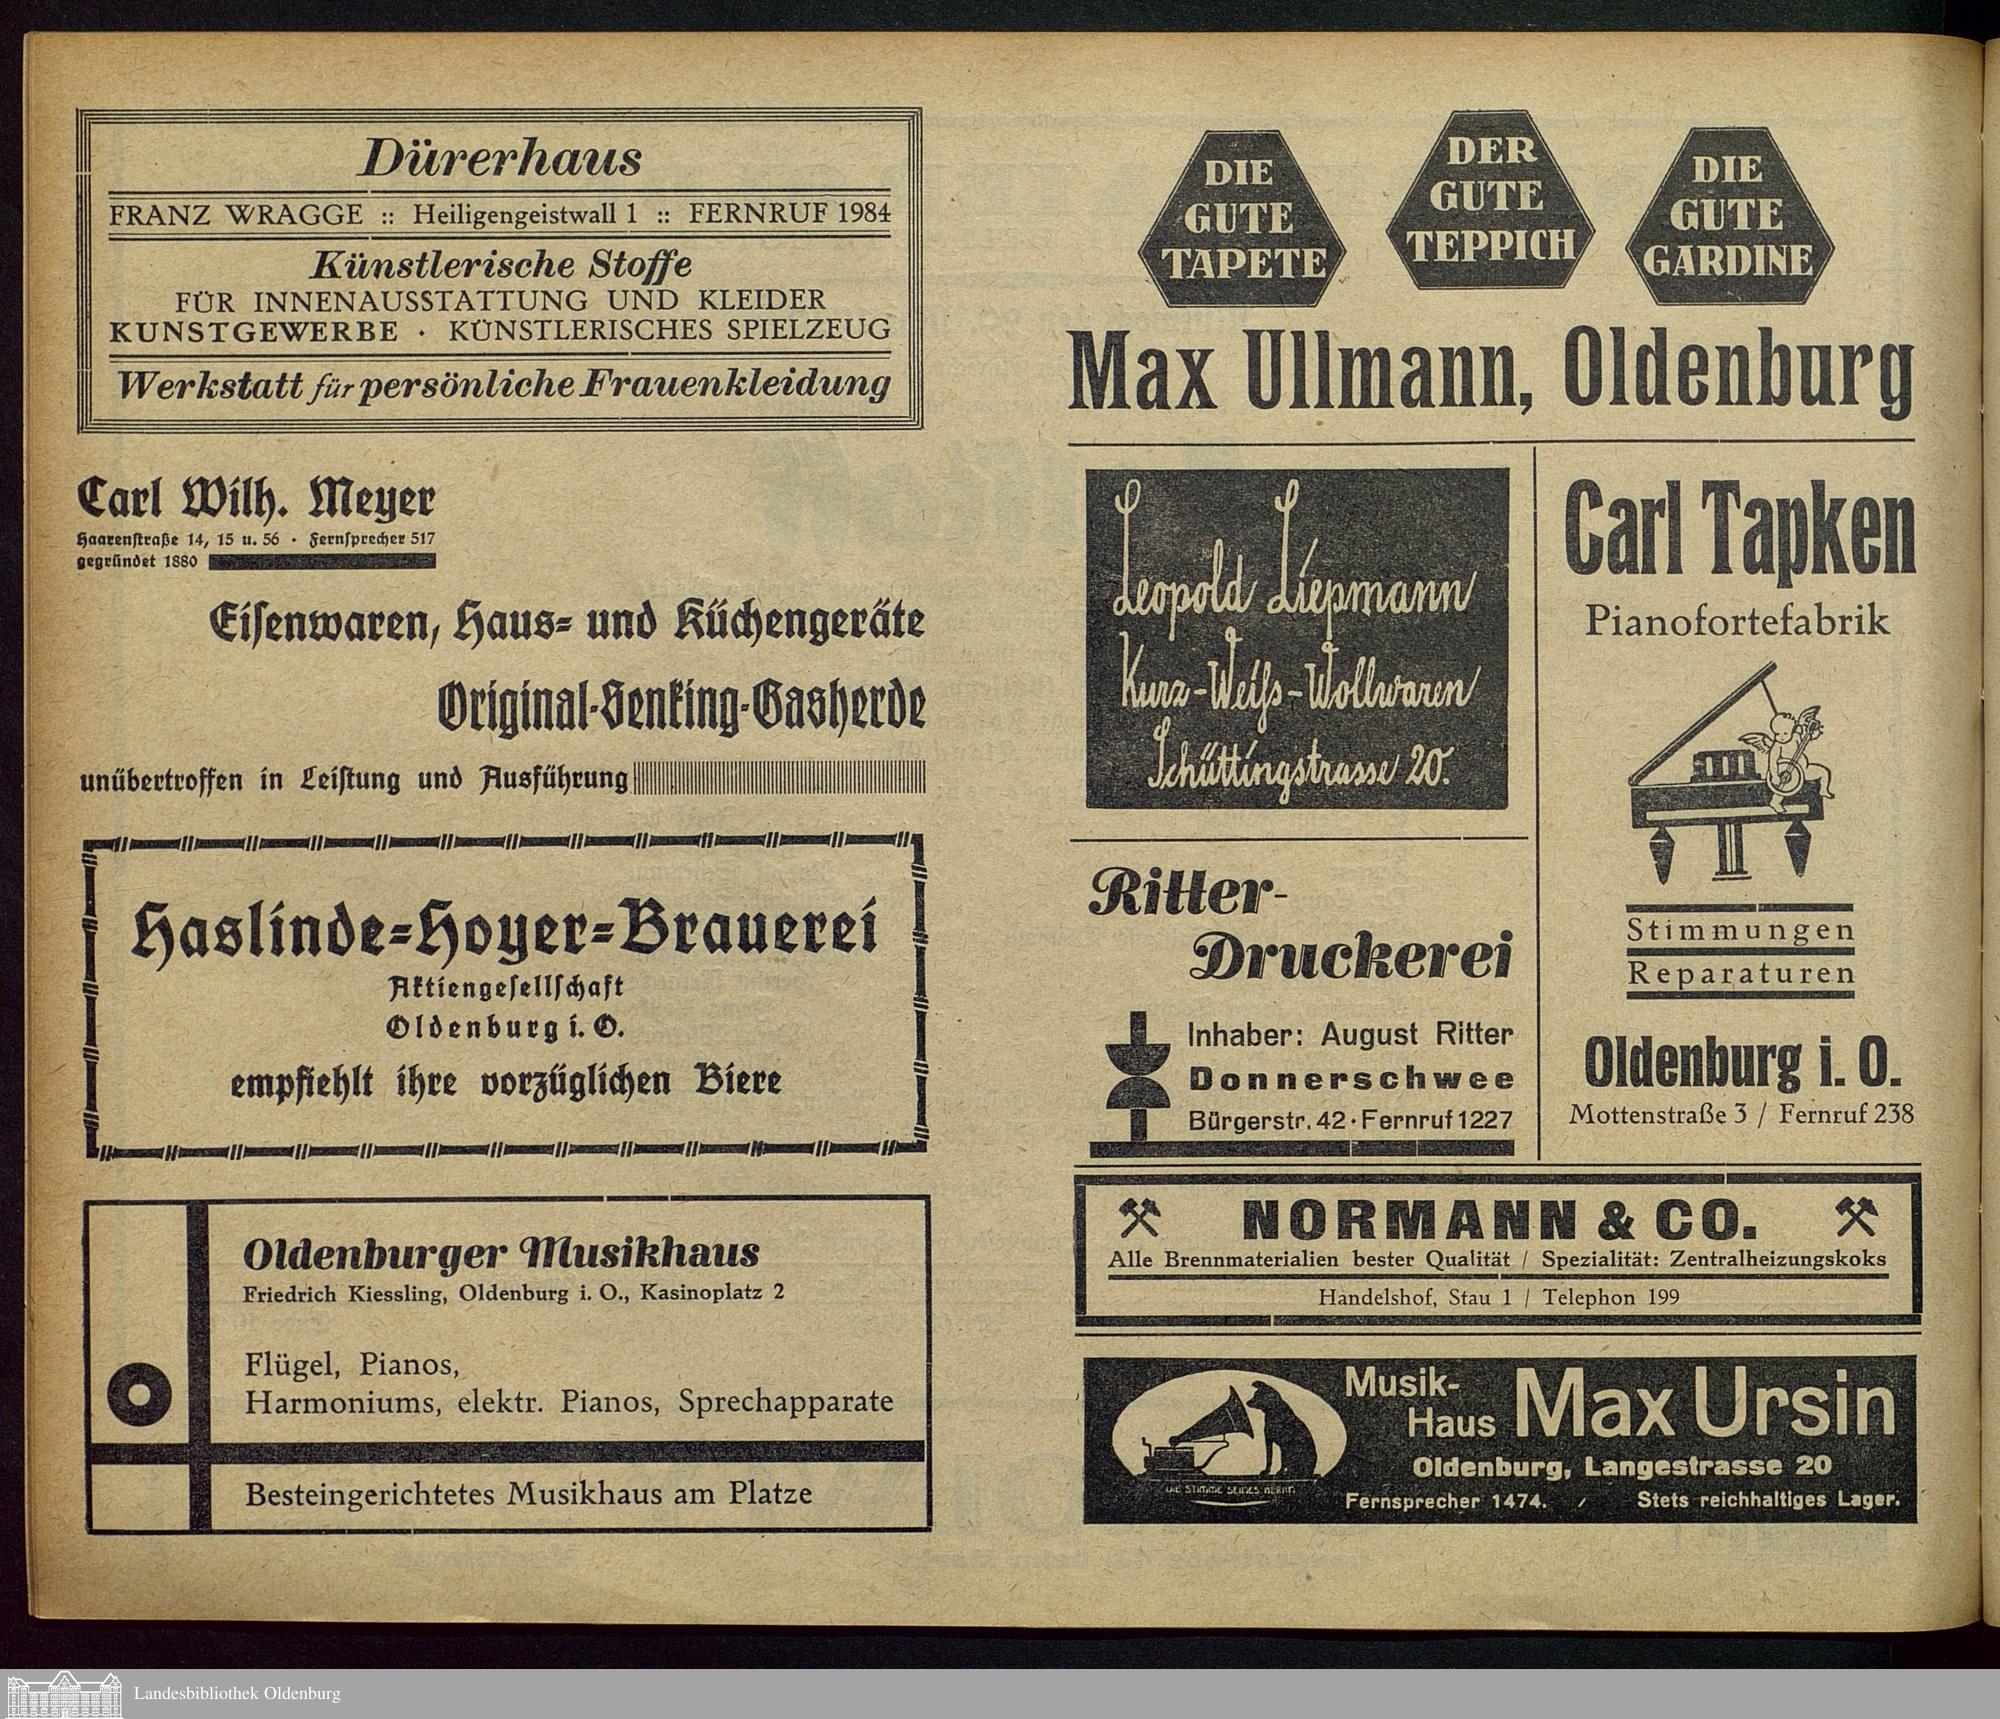 Dürerhaus
FRANZ WRAGGE :: Heiligengeistwall 1 :: FERNRUF 1984
Künstlerische Stoffe
FÜR INNENAUSSTATTUNG UND KLEIDER
KUNSTGEWERBE · KÜNSTLERISCHES SPIELZEUG
Werkstatt für persönliche Frauenkleidung
Carl Wilh. Meyer
Haarenſtraße 14, 15 u. 56 · Fernſprecher 517
gegründet 1880
Eiſenwaren, Haus- und Küchengeräte
Original-Senking-Gasherde
unübertroffen in Leiſtung und Ausführung
Haslinde-Hoyer-Brauerei
Aktiengeſellſchaft
Oldenburg i. O.
empfiehlt ihre vorzüglichen Biere
Oldenburger Musikhaus
Friedrich Kiessling, Oldenburg i. O., Kasinoplatz 2
Flügel, Pianos,
Harmoniums, elektr. Pianos, Sprechapparate
Besteingerichtetes Musikhaus am Platze
DIE
GUTE
TAPETE
DER
GUTE
TEPPICH
DIE
GUTE
GARDINE
Max Ullmann, Oldenburg
Leopold Liepmann
Kurz-Weiſs-Wollwaren
Schüttingstrasse 20.
Carl Tapken
Pianofortefabrik
Stimmungen
Reparaturen
Oldenburg i. O.
Mottenstraße 3 / Fernruf 238
Ritter-
Druckerei
Inhaber: August Ritter
Donnerschwee
Bürgerstr. 42 · Fernruf 1227
NORMANN & CO.
Alle Brennmaterialien bester Qualität / Spezialität: Zentralheizungskoks
Handelshof, Stau 1 / Telephon 199
DIE STIMME SEINES HERRN
Musik-
Haus Max Ursin
Oldenburg, Langestrasse 20
Fernsprecher 1474. / Stets reichhaltiges Lager.
Landesbibliothek Oldenburg